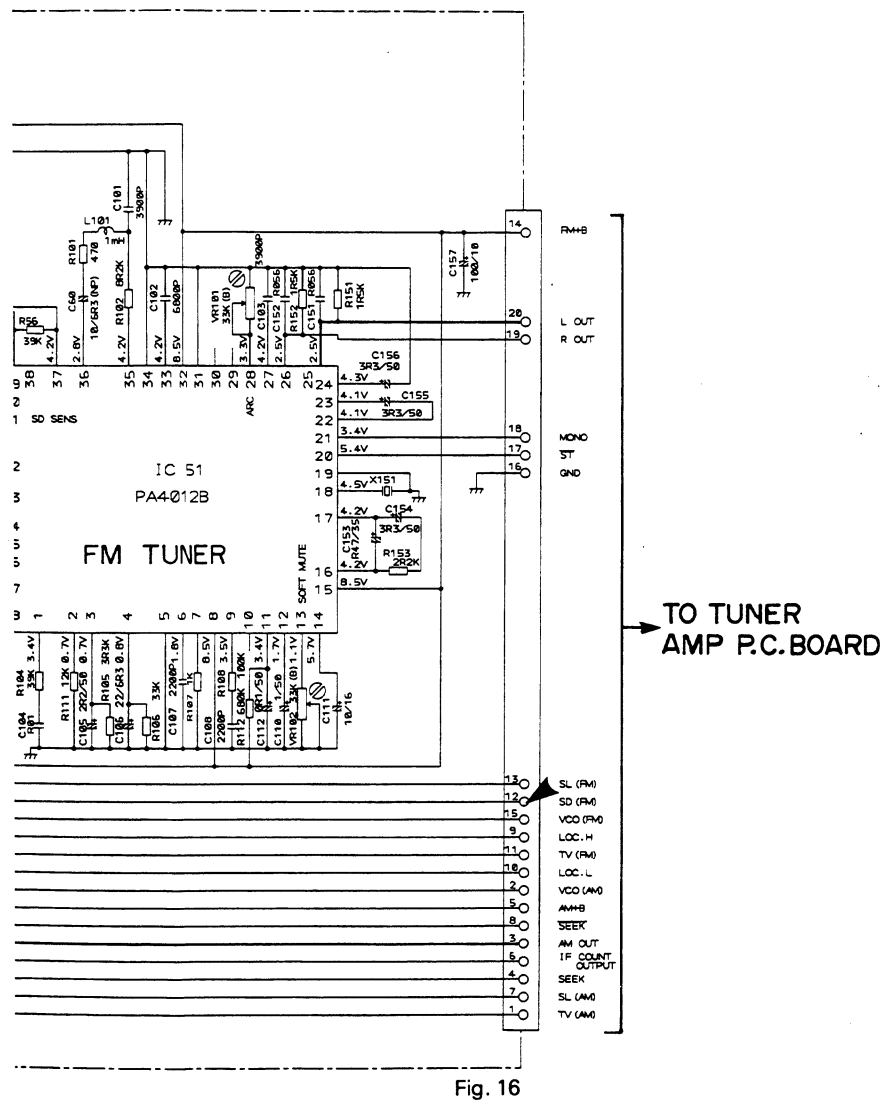 C101
3900P
L101
1mH
R101
470
C60
10/6R3 (NP)
R102 8R2K
C102
6800P
VR101
33K (B)
C103 3900P
C152 R056
R152 1R5K
C151 R056
R151
1R5K
R56
39K
4.2V
2.8V
4.2V
4.2V
8.5V
3.3V
4.2V
2.5V
2.5V
38 37 36 35 34 33 32 31 30 29 28 27 26 25
ARC
SD SENS
IC 51
PA4012B
FM TUNER
SOFT MUTE
24 4.3V
C156
3R3/50
23 4.1V
C155
22 4.1V
3R3/50
21 3.4V
20 5.4V
19
18 4.5V X151
17 4.2V
C154
3R3/50
C153
R47/35
R153
2R2K
16 4.2V
15 8.5V
1 2 3 4 5 6 7 8 9 10 11 12 13 14
3.4V
0.7V
0.7V
0.8V
1.8V
8.5V
3.5V
3.4V
1.7V
1.1V
5.7V
R104
39K
C104
R01
R111 12K
C105 2R2/50
R105 3R3K
C106 22/6R3
R106 33K
C107 2200P
R107 1K
C108
2200P
R108 100K
R112 680K
C112 0R1/50
C110 1/50
VR102 33K (B)
C111
10/16
C157
100/10
14 FM+B
20 L OUT
19 R OUT
18 MONO
17 ST
16 GND
13 SL (FM)
12 SD (FM)
15 VCO (FM)
9 LOC.H
11 TV (FM)
10 LOC.L
2 VCO (AM)
5 AM+B
8 SEEK
3 AM OUT
6 IF COUNT
OUTPUT
4 SEEK
7 SL (AM)
1 TV (AM)
TO TUNER
AMP P.C.BOARD
Fig. 16